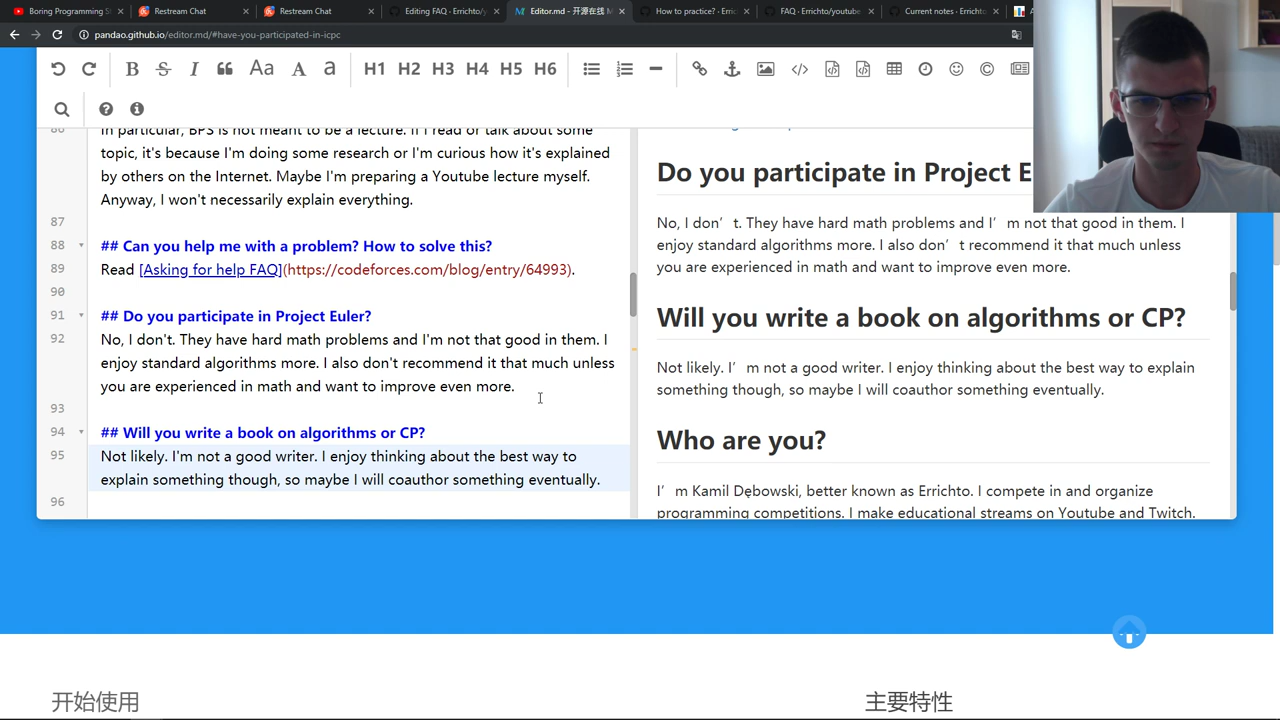 Boring Programming S
Restream Chat
Restream Chat
Editing FAQ · Errichto/y
Editor.md - 开源在线 M
How to practice? · Erric
FAQ · Errichto/youtube
Current notes · Errichto
pandao.github.io/editor.md/#have-you-participated-in-icpc
B S I Aa A a H1 H2 H3 H4 H5 H6
86
In particular, BPS is not meant to be a lecture. If I read or talk about some
topic, it's because I'm doing some research or I'm curious how it's explained
by others on the Internet. Maybe I'm preparing a Youtube lecture myself.
Anyway, I won't necessarily explain everything.
87
88 ## Can you help me with a problem? How to solve this?
89 Read [Asking for help FAQ](https://codeforces.com/blog/entry/64993).
90
91 ## Do you participate in Project Euler?
92 No, I don't. They have hard math problems and I'm not that good in them. I
enjoy standard algorithms more. I also don't recommend it that much unless
you are experienced in math and want to improve even more.
93
94 ## Will you write a book on algorithms or CP?
95 Not likely. I'm not a good writer. I enjoy thinking about the best way to
explain something though, so maybe I will coauthor something eventually.
96
Do you participate in Project E
No, I don’t. They have hard math problems and I’m not that good in them. I
enjoy standard algorithms more. I also don’t recommend it that much unless
you are experienced in math and want to improve even more.
Will you write a book on algorithms or CP?
Not likely. I’m not a good writer. I enjoy thinking about the best way to explain
something though, so maybe I will coauthor something eventually.
Who are you?
I’m Kamil Dębowski, better known as Errichto. I compete in and organize
programming competitions. I make educational streams on Youtube and Twitch.
开始使用
主要特性